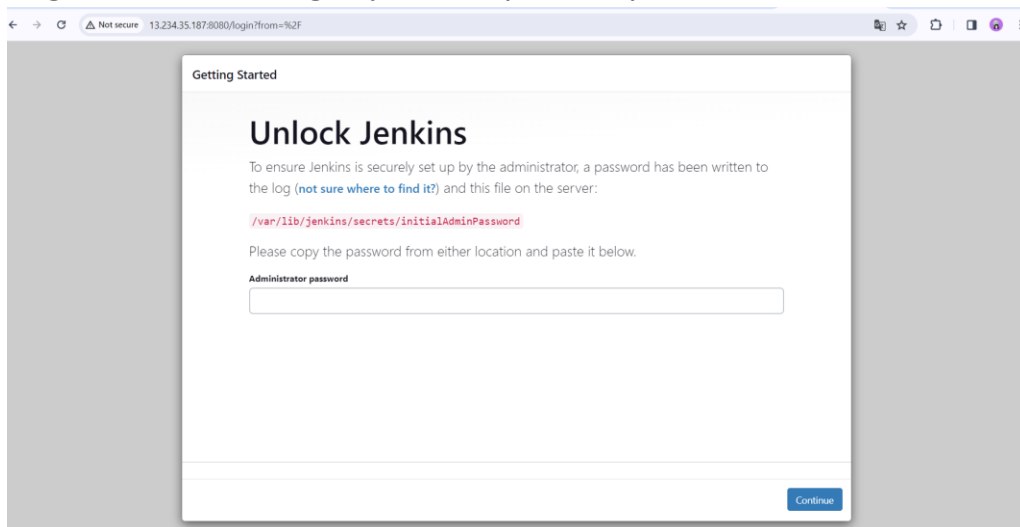 Not secure 13.234.35.187:8080/login?from=%2F
Getting Started
Unlock Jenkins
To ensure Jenkins is securely set up by the administrator, a password has been written to
the log (not sure where to find it?) and this file on the server:
/var/lib/jenkins/secrets/initialAdminPassword
Please copy the password from either location and paste it below.
Administrator password
Continue